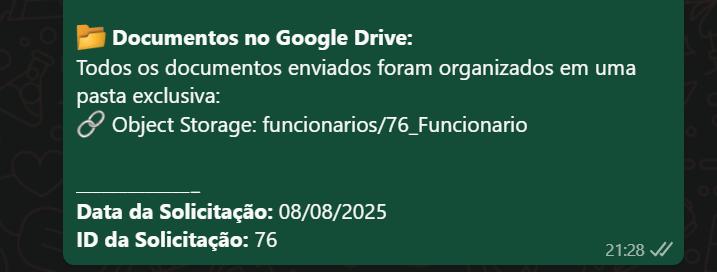 📂 Documentos no Google Drive:
Todos os documentos enviados foram organizados em uma
pasta exclusiva:
🔗 Object Storage: funcionarios/76_Funcionario
______________
Data da Solicitação: 08/08/2025
ID da Solicitação: 76
21:28